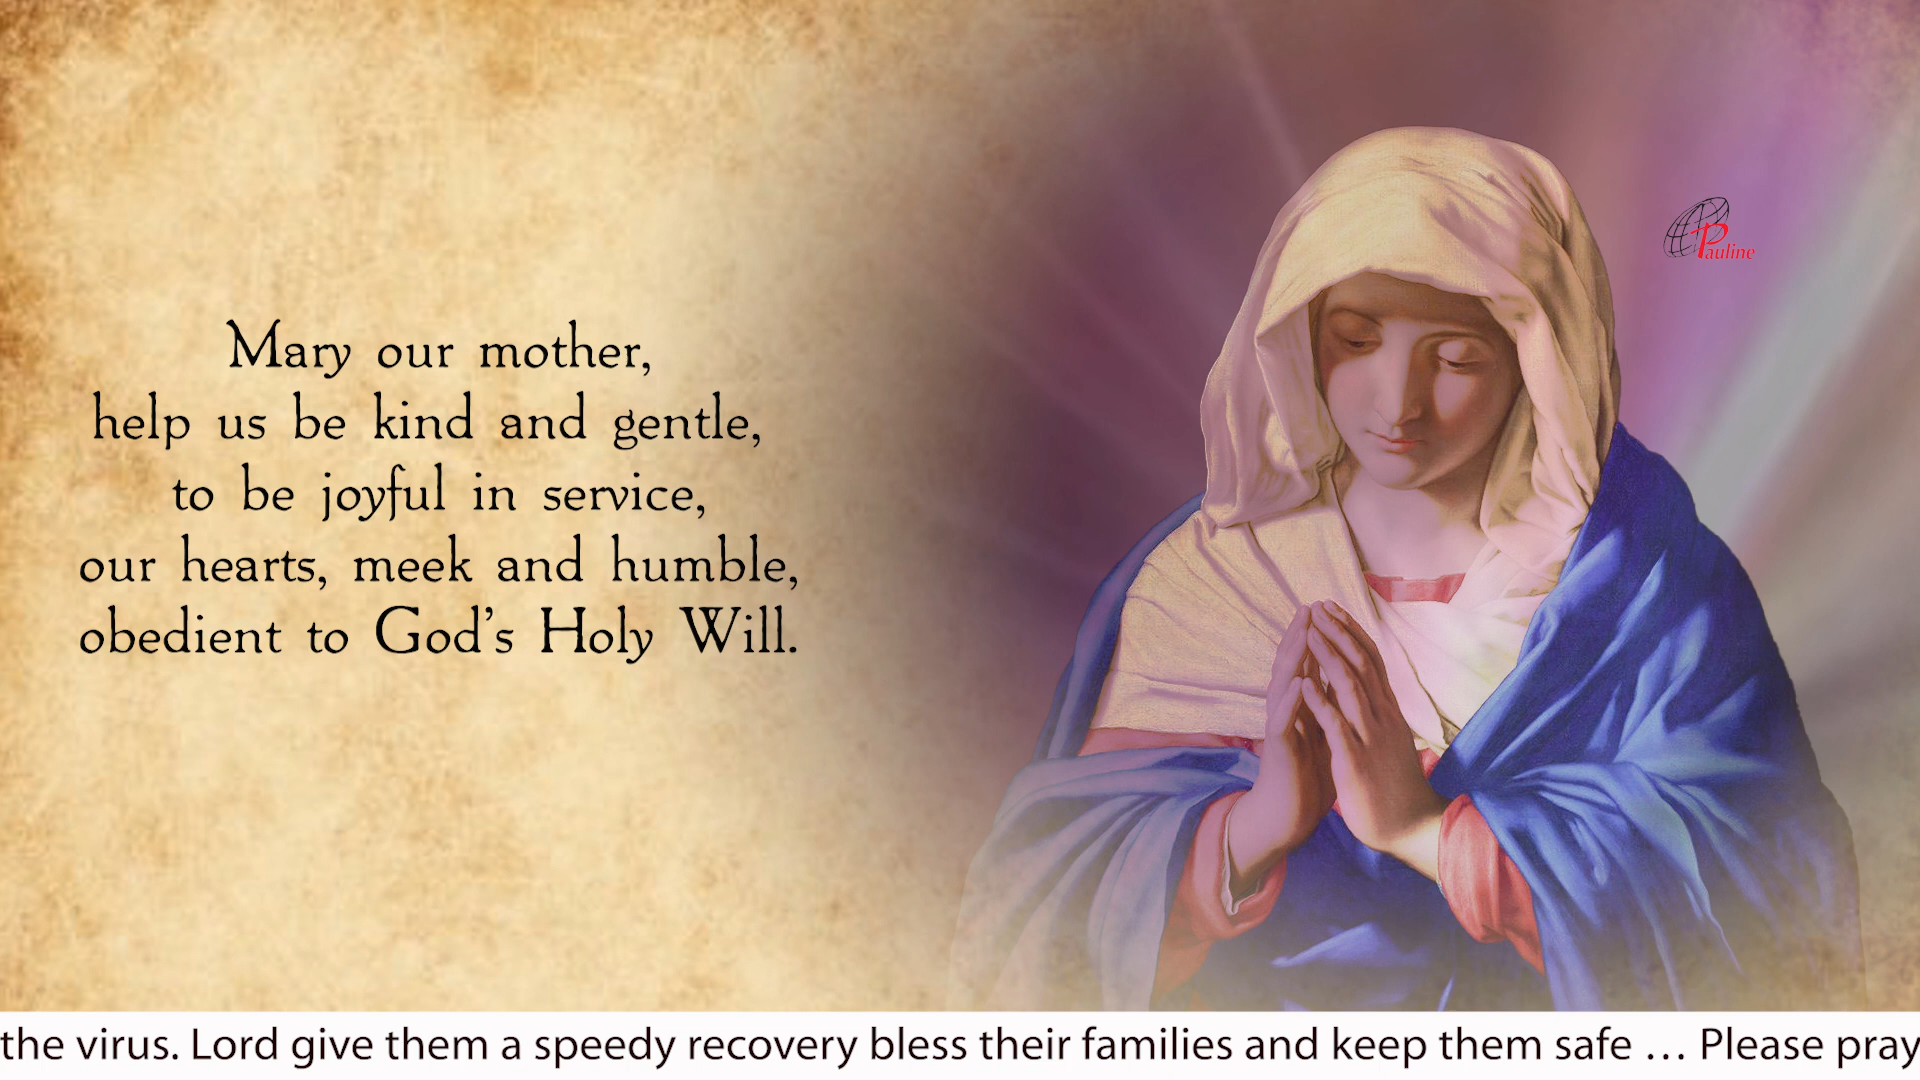 Mary our mother,
help us be kind and gentle,
to be joyful in service,
our hearts, meek and humble,
obedient to God's Holy Will.
Pauline
the virus. Lord give them a speedy recovery bless their families and keep them safe … Please pray